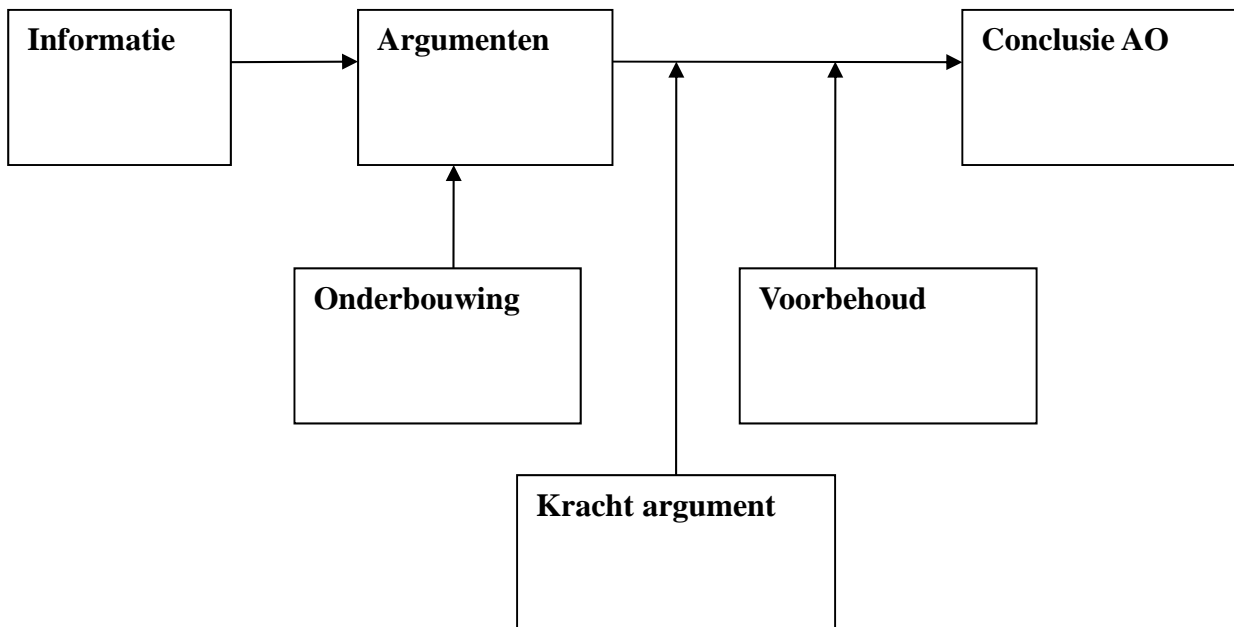 Informatie
Argumenten
Conclusie AO
Onderbouwing
Voorbehoud
Kracht argument